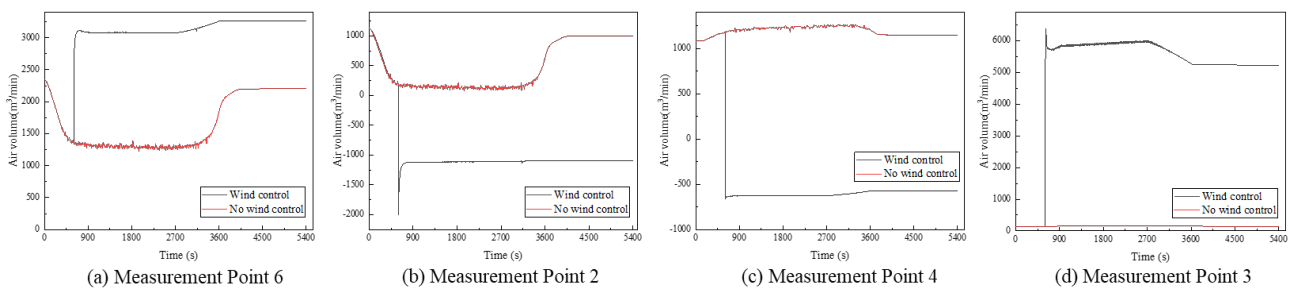 3000
2500
2000
1500
1000
500
0
Air volume(m³/min)
Wind control
No wind control
0 900 1800 2700 3600 4500 5400
Time (s)
(a) Measurement Point 6
1000
500
0
-500
-1000
-1500
-2000
Air volume(m³/min)
Wind control
No wind control
0 900 1800 2700 3600 4500 5400
Time (s)
(b) Measurement Point 2
1000
500
0
-500
-1000
Air volume(m³/min)
Wind control
No wind control
0 900 1800 2700 3600 4500 5400
Time (s)
(c) Measurement Point 4
6000
5000
4000
3000
2000
1000
0
Air volume(m³/min)
Wind control
No wind control
0 900 1800 2700 3600 4500 5400
Time (s)
(d) Measurement Point 3